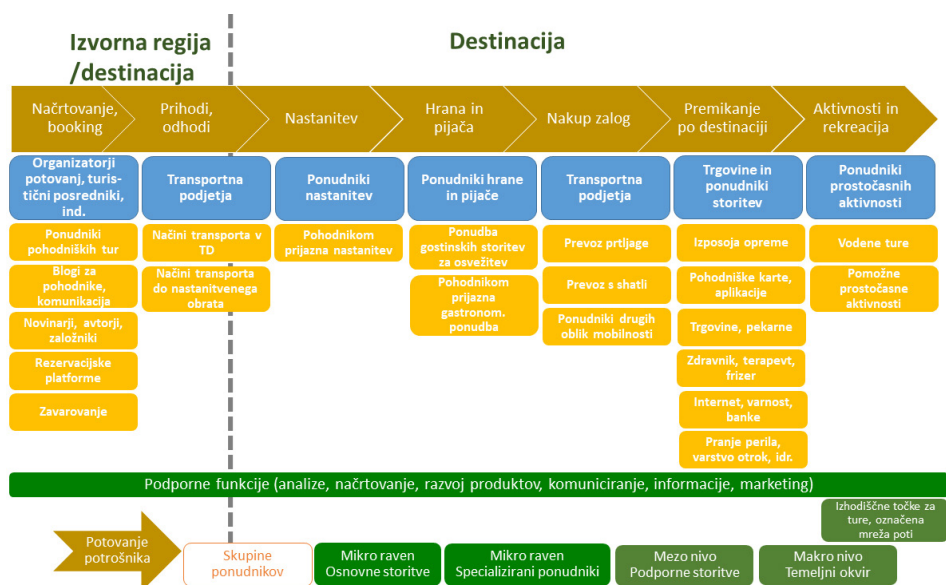 Izvorna regija
/destinacija
Destinacija
Načrtovanje,
booking
Prihodi,
odhodi
Nastanitev
Hrana in
pijača
Nakup zalog
Premikanje
po destinaciji
Aktivnosti in
rekreacija
Organizatorji
potovanj, turis-
tični posredniki,
ind.
Transportna
podjetja
Ponudniki
nastanitev
Ponudniki hrane
in pijače
Transportna
podjetja
Trgovine in
ponudniki
storitev
Ponudniki
prostočasnih
aktivnosti
Ponudniki
pohodniških tur
Blogi za
pohodnike,
komunikacija
Novinarji, avtorji,
založniki
Rezervacijske
platforme
Zavarovanje
Načini transporta v
TD
Načini transporta
do nastanitvenega
obrata
Pohodnikom
prijazna nastanitev
Ponudba
gostinskih storitev
za osvežitev
Pohodnikom
prijazna
gastronom.
ponudba
Prevoz prtljage
Prevoz s shatli
Ponudniki drugih
oblik mobilnosti
Izposoja opreme
Pohodniške karte,
aplikacije
Trgovine, pekarne
Zdravnik, terapevt,
frizer
Internet, varnost,
banke
Pranje perila,
varstvo otrok, idr.
Vodene ture
Pomožne
prostočasne
aktivnosti
Podporne funkcije (analize, načrtovanje, razvoj produktov, komuniciranje, informacije, marketing)
Izhodiščne točke za
ture, označena
mreža poti
Potovanje
potrošnika
Skupine
ponudnikov
Mikro raven
Osnovne storitve
Mikro raven
Specializirani ponudniki
Mezo nivo
Podporne storitve
Makro nivo
Temeljni okvir